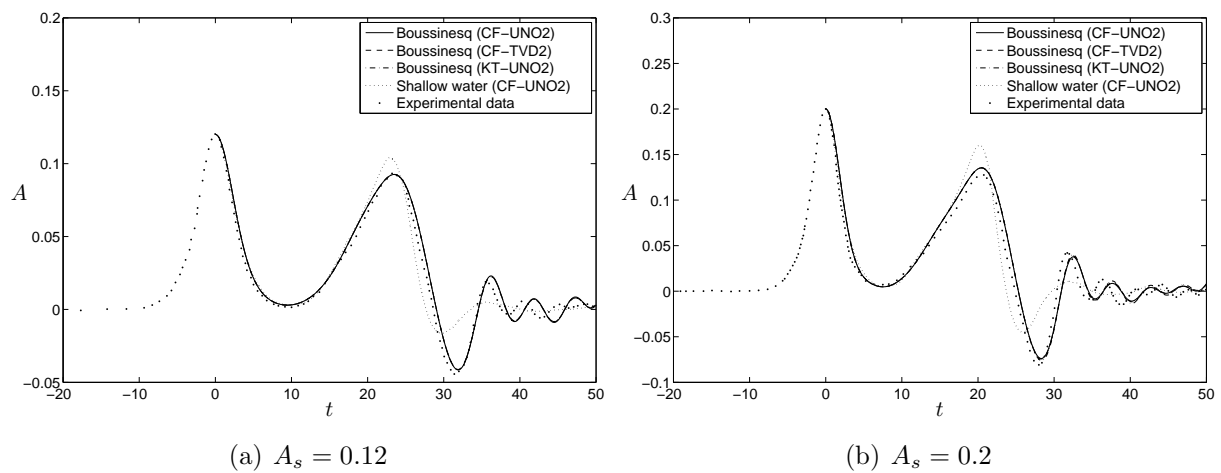 0.2
0.15
0.1
0.05
0
−0.05
A
−20
−10
0
10
20
30
40
50
t
Boussinesq (CF−UNO2)
Boussinesq (CF−TVD2)
Boussinesq (KT−UNO2)
Shallow water (CF−UNO2)
Experimental data
(a) A_s = 0.12
0.3
0.25
0.2
0.15
0.1
0.05
0
−0.05
−0.1
A
−20
−10
0
10
20
30
40
50
t
Boussinesq (CF−UNO2)
Boussinesq (CF−TVD2)
Boussinesq (KT−UNO2)
Shallow water (CF−UNO2)
Experimental data
(b) A_s = 0.2